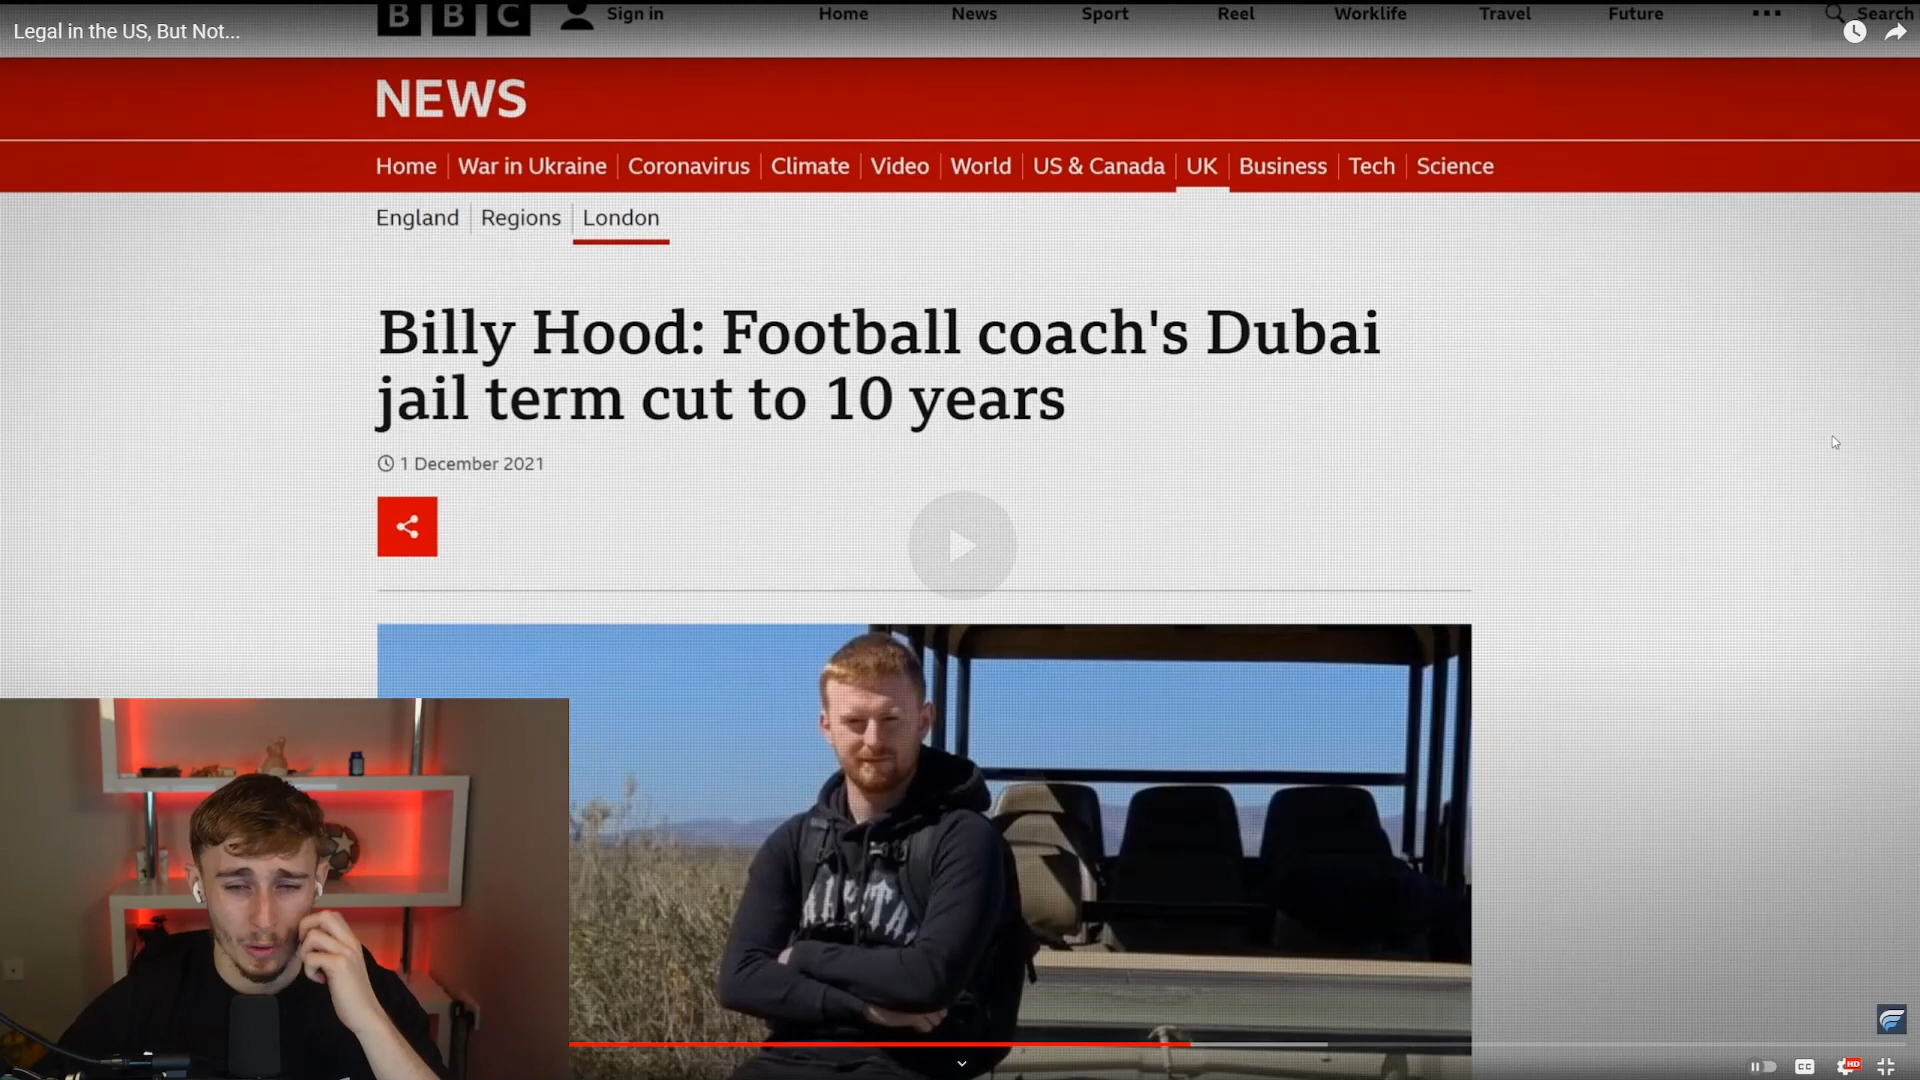 Legal in the US, But Not...
BBC
Sign in
Home
News
Sport
Reel
Worklife
Travel
Future
Search
NEWS
Home
War in Ukraine
Coronavirus
Climate
Video
World
US & Canada
UK
Business
Tech
Science
England
Regions
London
Billy Hood: Football coach's Dubai
jail term cut to 10 years
1 December 2021
CC
HD